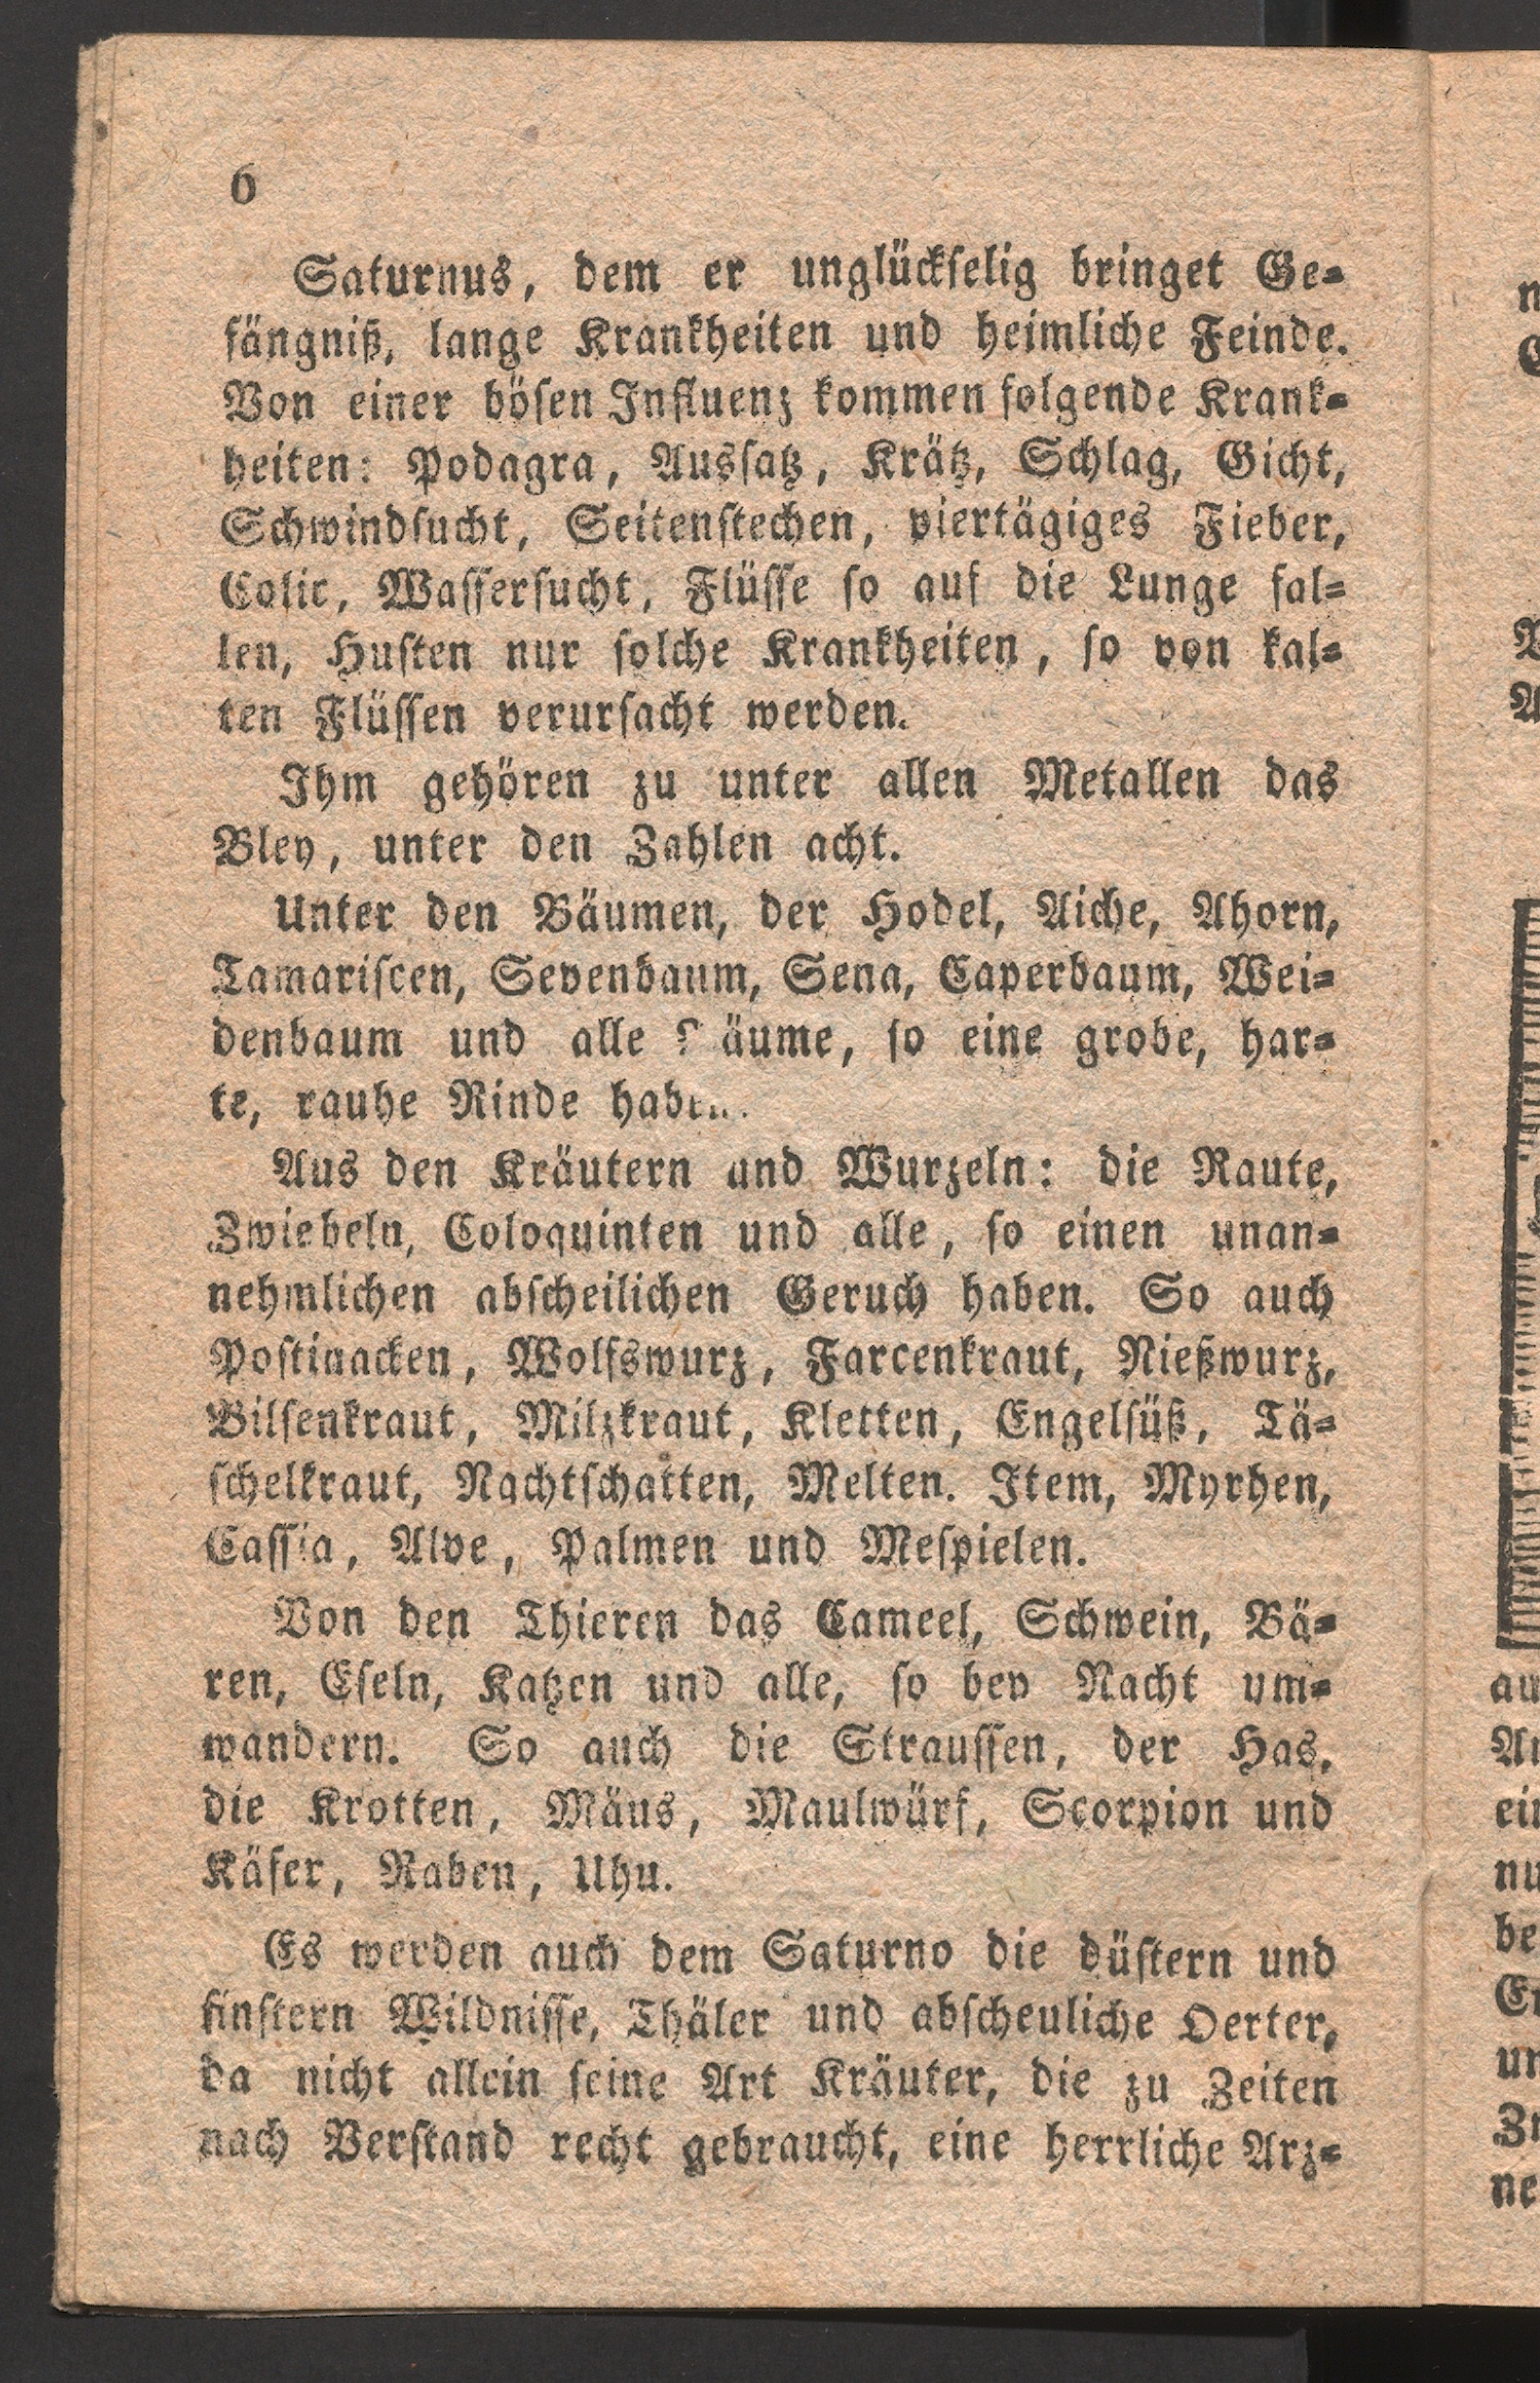 6
Saturnus, dem er unglückſelig bringet Ge⸗
fängniß, lange Krankheiten und heimliche Feinde.
Von einer böſen Influenz kommen folgende Krank⸗
heiten: Podagra, Ausſatz, Krätz, Schlag, Gicht,
Schwindſucht, Seitenſtechen, viertägiges Fieber,
Colic, Waſſerſucht, Flüſſe ſo auf die Lunge fal⸗
len, Huſten nur ſolche Krankheiten, ſo von kal⸗
ten Flüſſen verurſacht werden.
Ihm gehören zu unter allen Metallen das
Bley, unter den Zahlen acht.
Unter den Bäumen, der Hodel, Aiche, Ahorn,
Tamariſcen, Sevenbaum, Sena, Caperbaum, Wei⸗
denbaum und alle Bäume, ſo eine grobe, har⸗
te, rauhe Rinde haben.
Aus den Kräutern und Wurzeln: die Raute,
Zwiebeln, Coloquinten und alle, ſo einen unan⸗
nehmlichen abſcheilichen Geruch haben. So auch
Poſtinacken, Wolfswurz, Farcenkraut, Nießwurz,
Bilſenkraut, Milzkraut, Kletten, Engelſüß, Tä⸗
ſchelkraut, Nachtſchatten, Melten. Item, Myrhen,
Caſſia, Aloe, Palmen und Meſpielen.
Von den Thieren das Cameel, Schwein, Bä⸗
ren, Eſeln, Katzen und alle, ſo bey Nacht um⸗
wandern. So auch die Strauſſen, der Has,
die Krotten, Mäus, Maulwürf, Scorpion und
Käfer, Raben, Uhu.
Es werden auch dem Saturno die düſtern und
finſtern Wildniſſe, Thäler und abſcheuliche Oerter,
da nicht allein ſeine Art Kräuter, die zu Zeiten
nach Verſtand recht gebraucht, eine herrliche Arz⸗